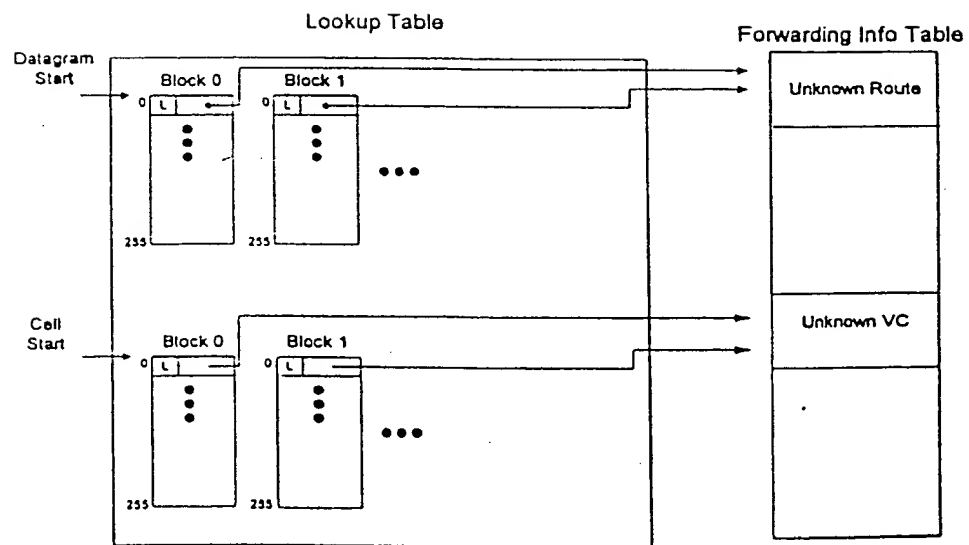 Lookup Table
Forwarding Info Table
Datagram
Start
Block 0
Block 1
0
L
0
L
Unknown Route
255
255
Cell
Start
Block 0
Block 1
Unknown VC
0
L
0
L
255
255